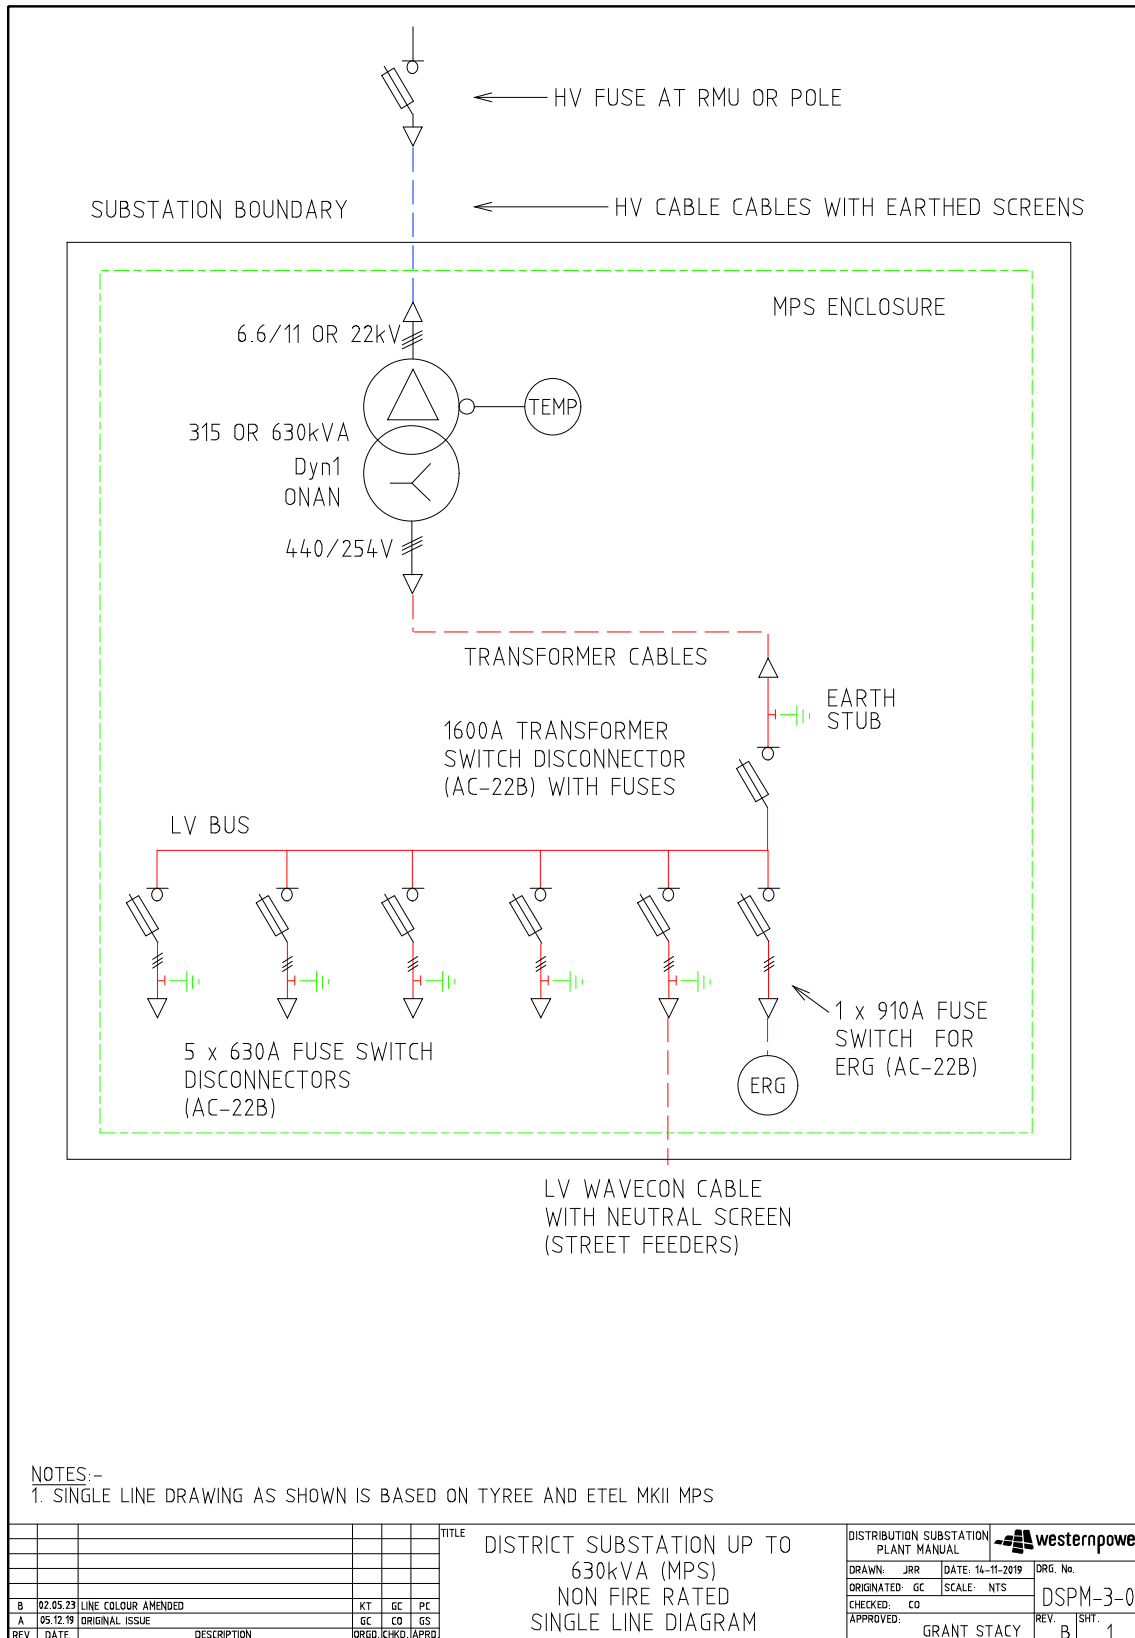 HV FUSE AT RMU OR POLE
SUBSTATION BOUNDARY
HV CABLE CABLES WITH EARTHED SCREENS
MPS ENCLOSURE
6.6/11 OR 22kV
TEMP
315 OR 630kVA
Dyn1
ONAN
440/254V
TRANSFORMER CABLES
EARTH
STUB
1600A TRANSFORMER
SWITCH DISCONNECTOR
(AC-22B) WITH FUSES
LV BUS
1 x 910A FUSE
SWITCH FOR
ERG (AC-22B)
5 x 630A FUSE SWITCH
DISCONNECTORS
(AC-22B)
ERG
LV WAVECON CABLE
WITH NEUTRAL SCREEN
(STREET FEEDERS)
NOTES:-
1. SINGLE LINE DRAWING AS SHOWN IS BASED ON TYREE AND ETEL MKII MPS
B 02.05.23 LINE COLOUR AMENDED KT GC PC
A 05.12.19 ORIGINAL ISSUE GC CO GS
REV DATE DESCRIPTION ORGD. CHKD. APRD.
TITLE
DISTRICT SUBSTATION UP TO
630kVA (MPS)
NON FIRE RATED
SINGLE LINE DIAGRAM
DISTRIBUTION SUBSTATION
PLANT MANUAL
westernpowe
DRAWN: JRR DATE: 14-11-2019 DRG. No.
ORIGINATED: GC SCALE: NTS
DSPM-3-0
CHECKED: CO
APPROVED: REV. SHT.
GRANT STACY B 1